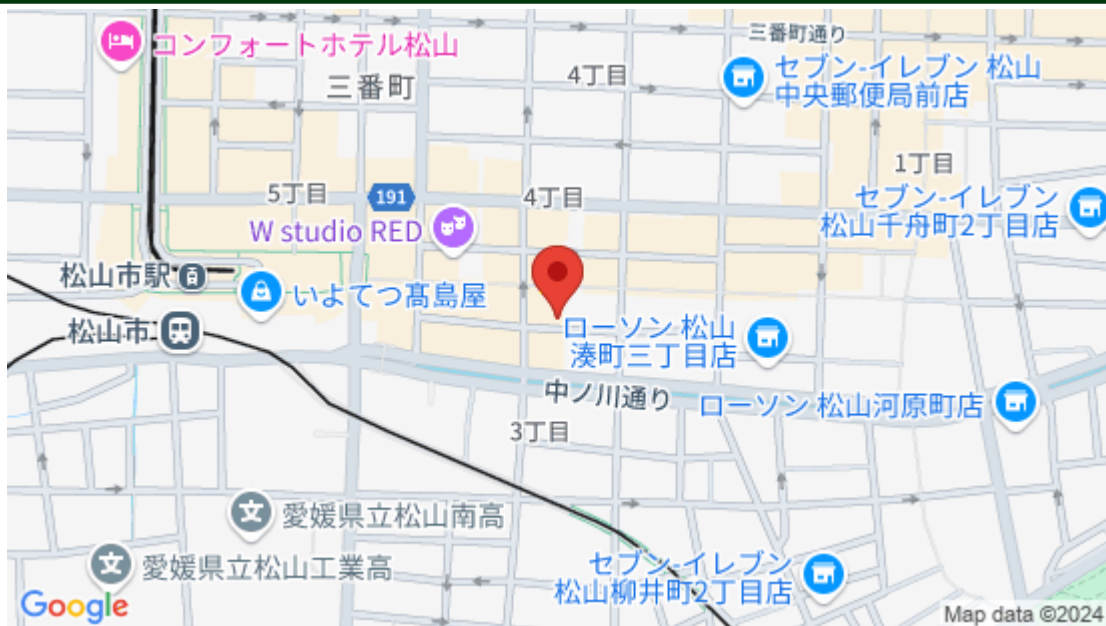 コンフォートホテル松山
三番町通り
4丁目
セブン-イレブン 松山
中央郵便局前店
三番町
1丁目
5丁目
191
4丁目
セブン-イレブン
松山千舟町2丁目店
W studio RED
松山市駅
いよてつ髙島屋
松山市
ローソン 松山
湊町三丁目店
中ノ川通り
ローソン 松山河原町店
3丁目
愛媛県立松山南高
愛媛県立松山工業高
セブン-イレブン
松山柳井町2丁目店
Google
Map data ©2024